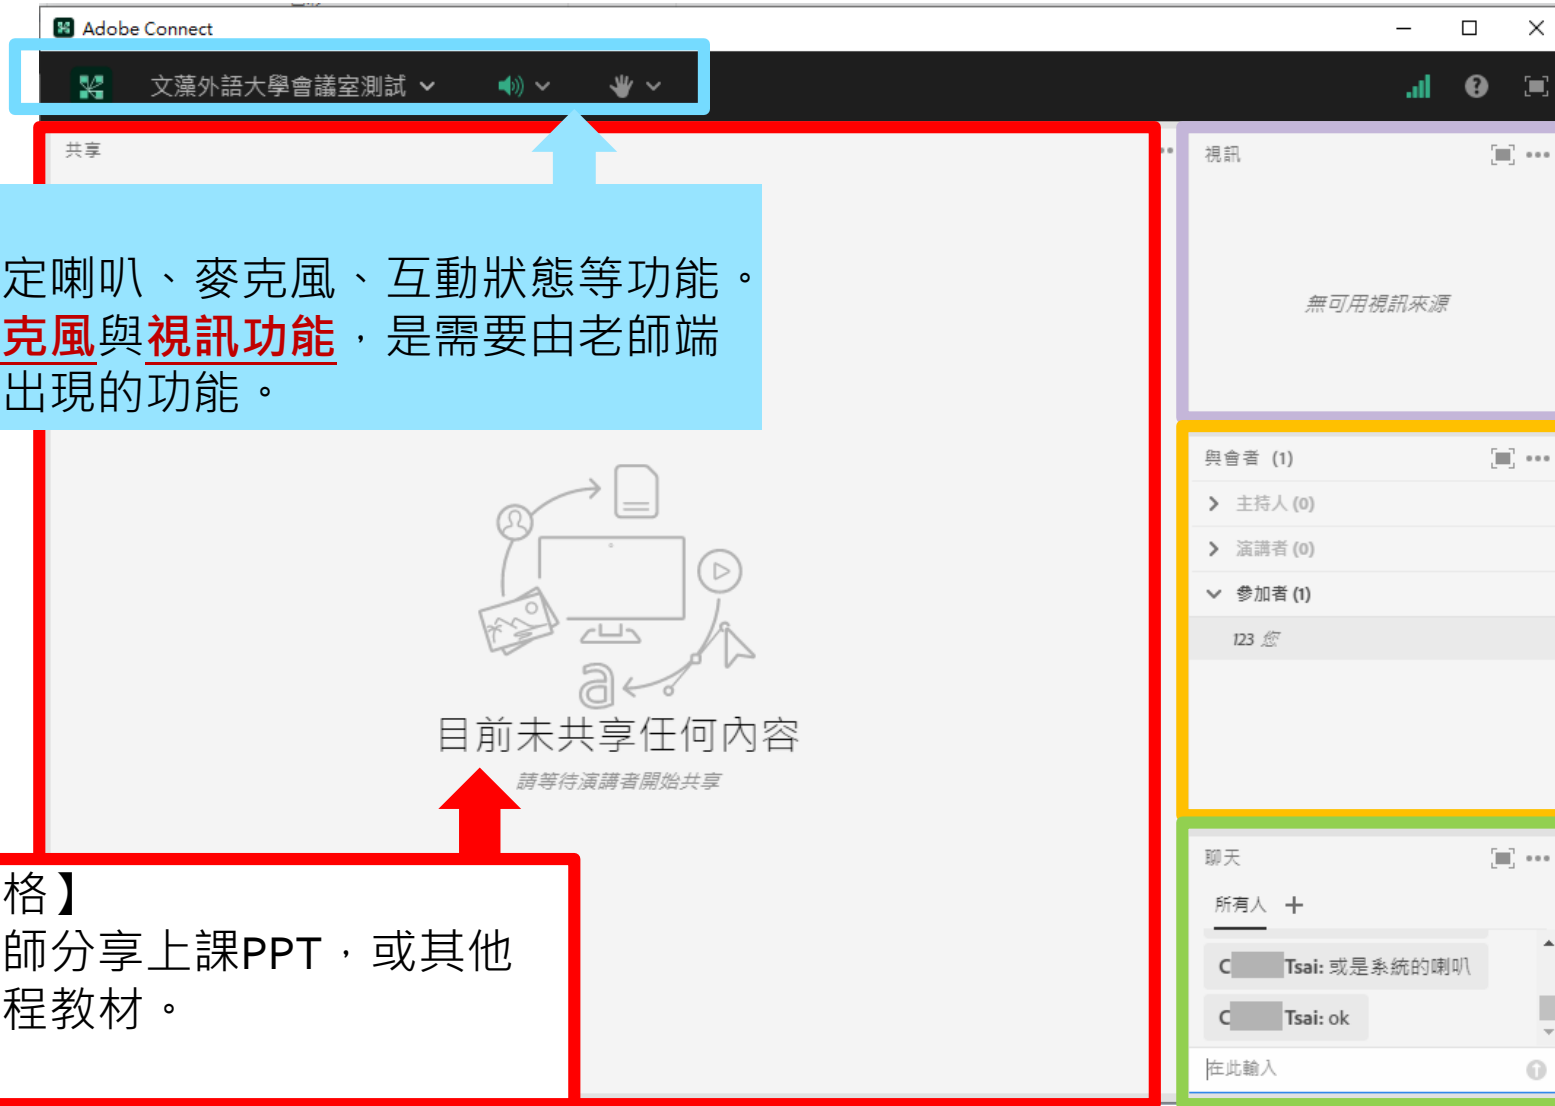 Adobe Connect
文藻外語大學會議室測試
共享
定喇叭、麥克風、互動狀態等功能。
克風與視訊功能，是需要由老師端
出現的功能。
目前未共享任何內容
請等待演講者開始共享
格】
師分享上課PPT，或其他
程教材。
視訊
無可用視訊來源
與會者 (1)
主持人 (0)
演講者 (0)
參加者 (1)
123 您
聊天
所有人
C Tsai: 或是系統的喇叭
C Tsai: ok
在此輸入